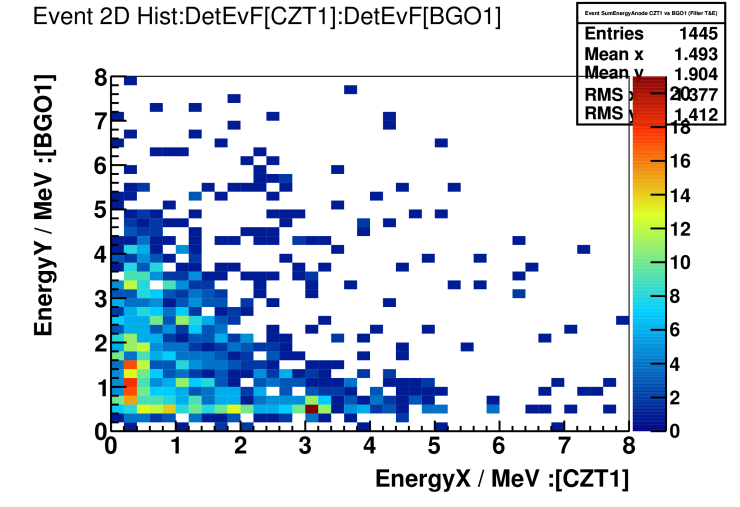 Event 2D Hist:DetEvF[CZT1]:DetEvF[BGO1]
Event SumEnergyAnode CZT1 vs BGO1 (Filter T&E)
Entries 1445
Mean x 1.493
Mean y 1.904
RMS x 1.377
RMS y 1.412
EnergyY / MeV :[BGO1]
8
7
6
5
4
3
2
1
0
0 1 2 3 4 5 6 7 8
EnergyX / MeV :[CZT1]
20
18
16
14
12
10
8
6
4
2
0